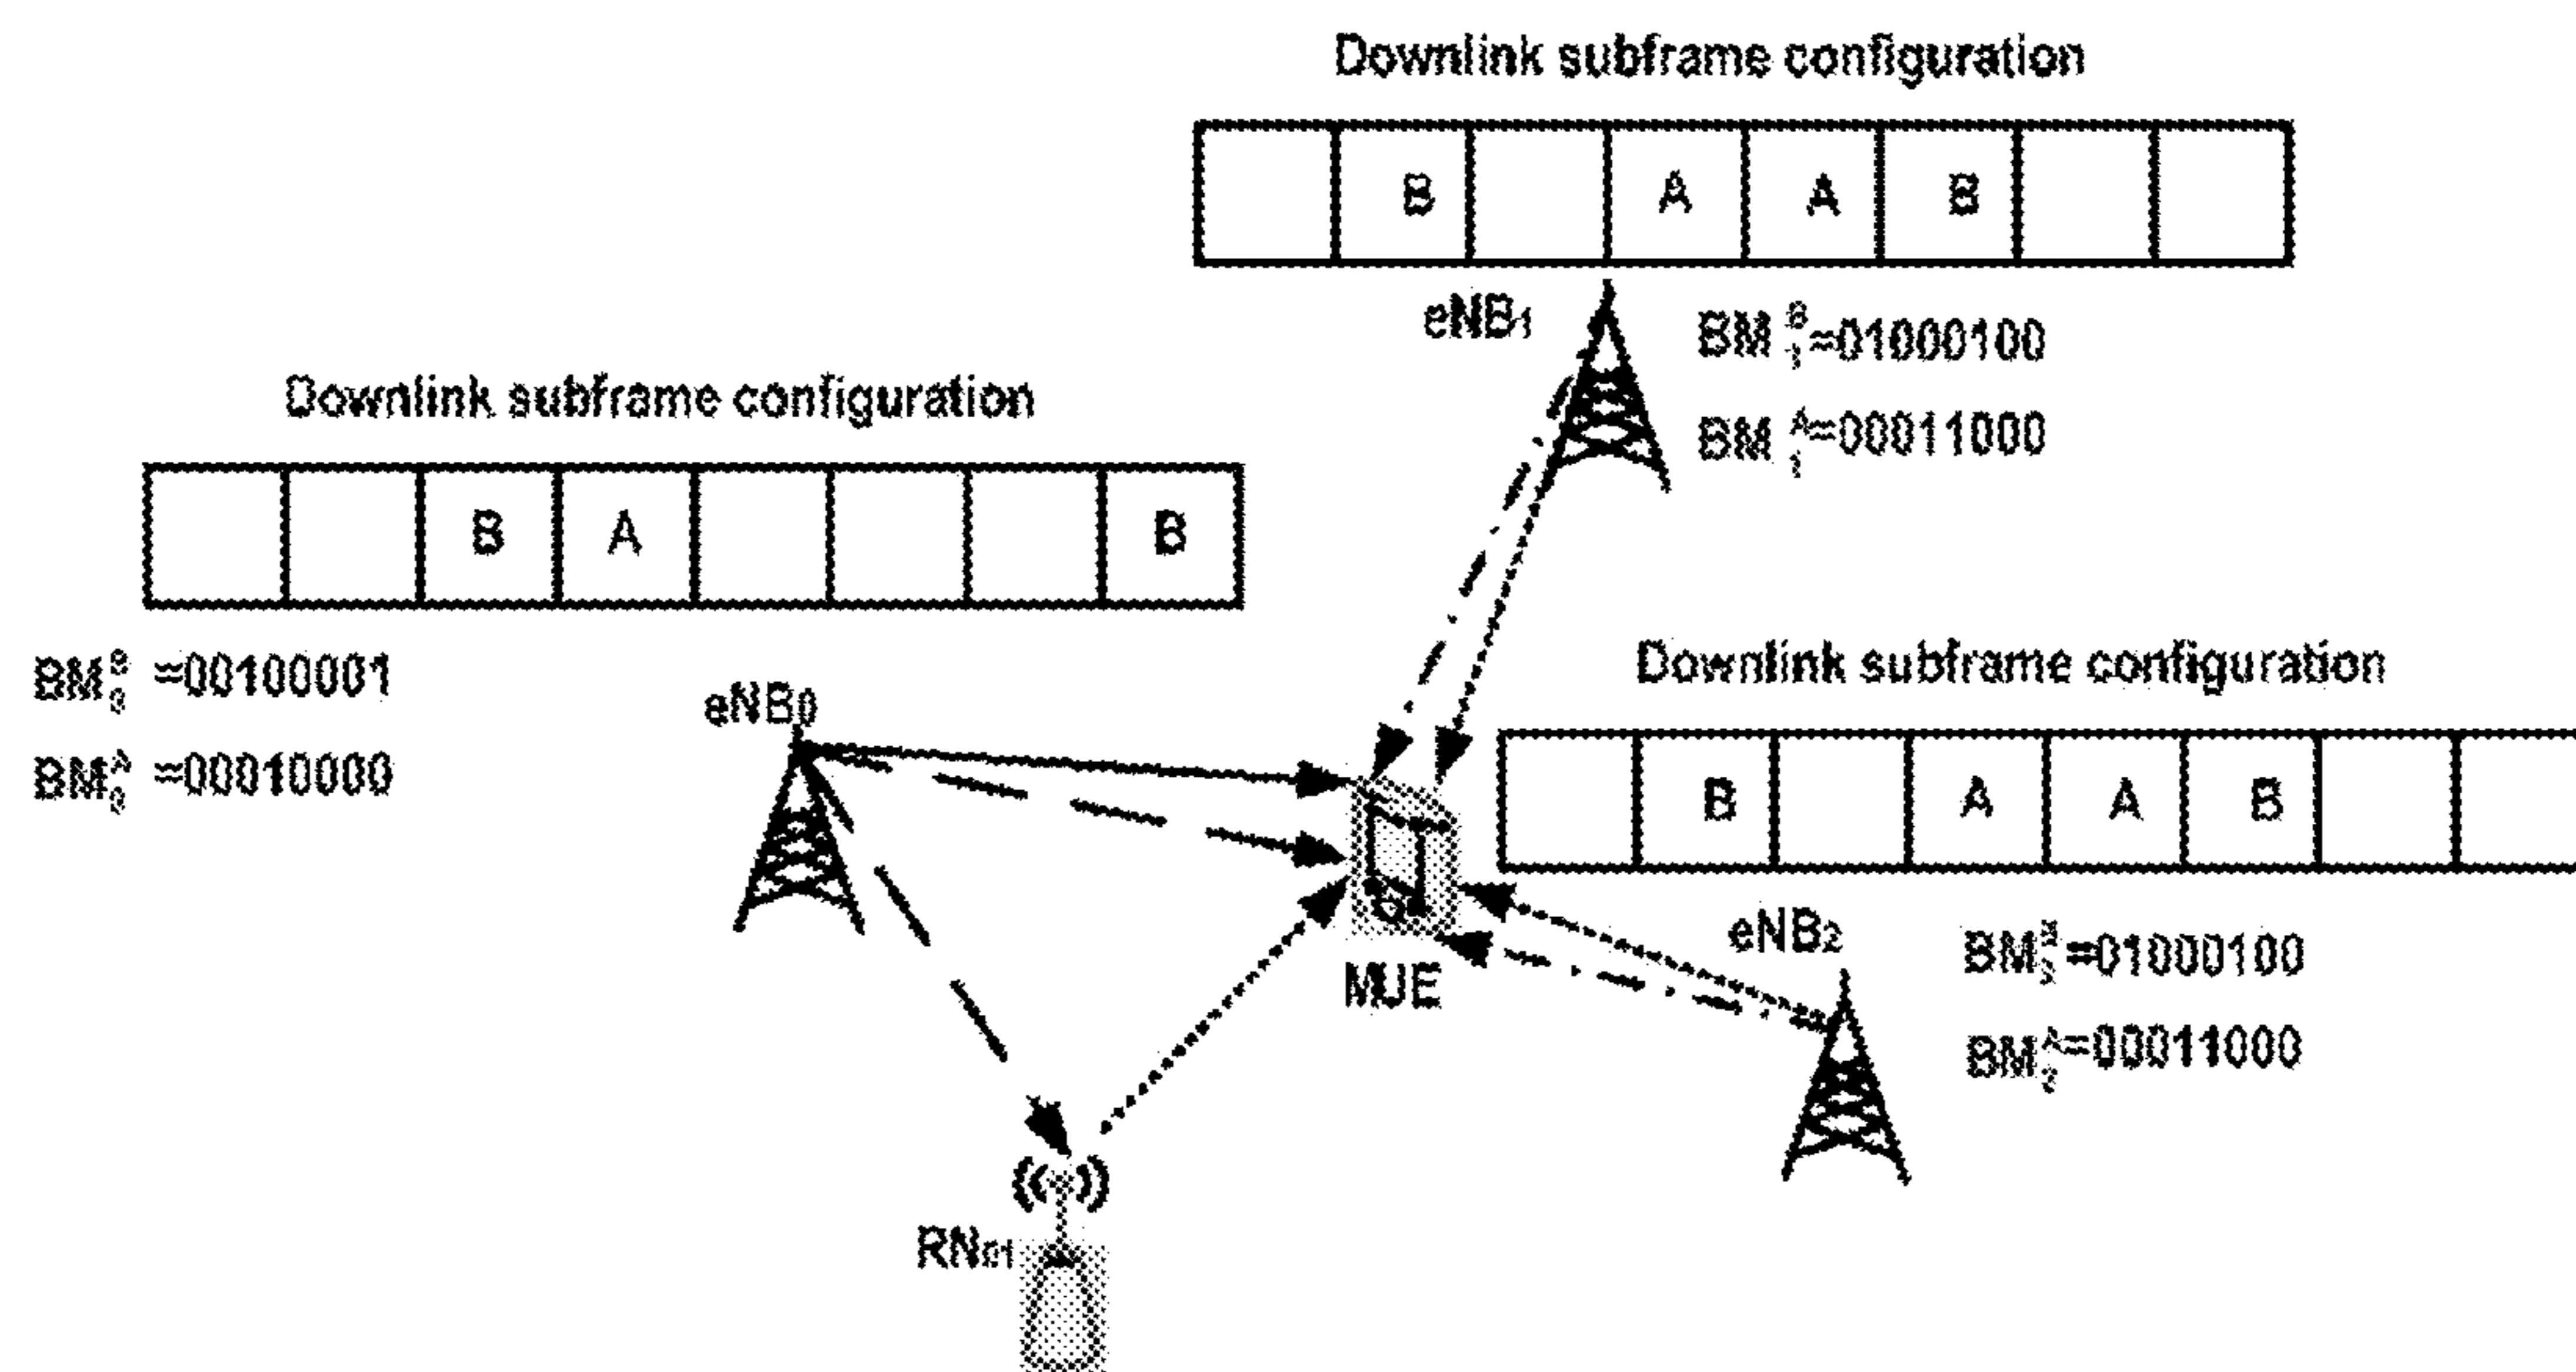 Downlink subframe configuration
B A A B
eNB1
BM1B=01000100
BM1A=00011000
Downlink subframe configuration
B A B
BM0B=00100001
BM0A=00010000
eNB0
Downlink subframe configuration
B A A B
MUE
eNB2
BM2B=01000100
BM2A=00011000
RN01